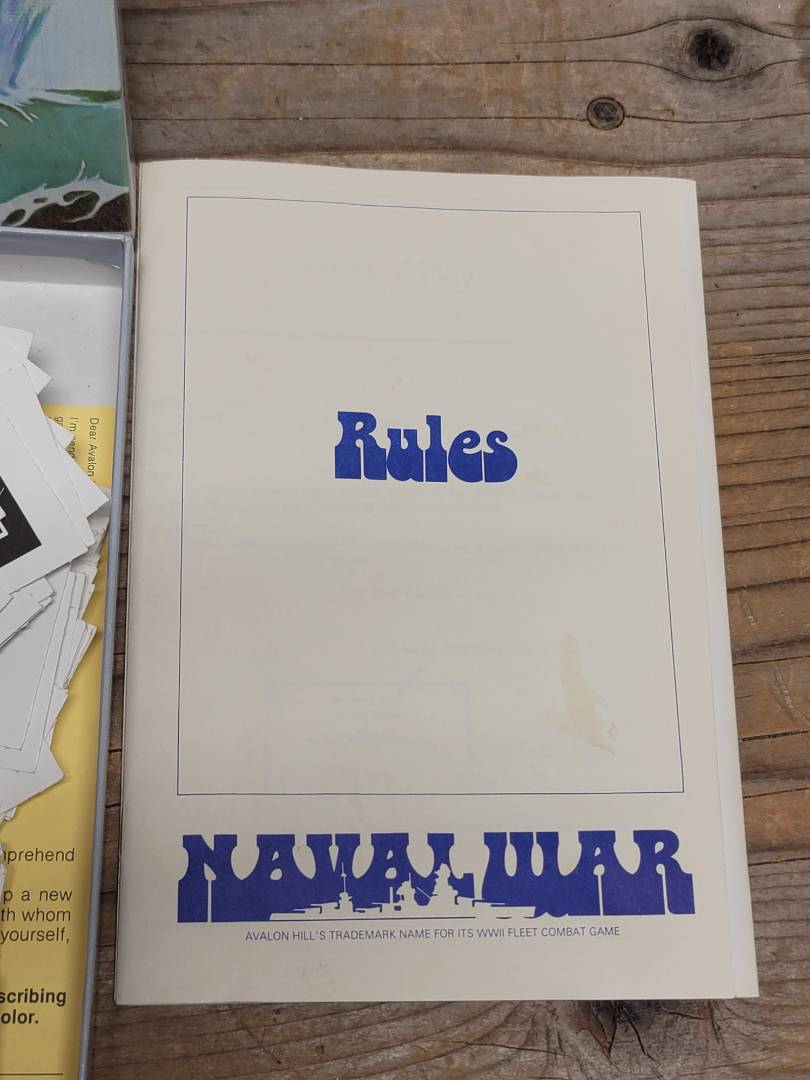 Rules
NAVAL WAR
AVALON HILL'S TRADEMARK NAME FOR ITS WWII FLEET COMBAT GAME
Dear Avalon
I'm
mprehend
p a new
th whom
yourself,
scribing
olor.